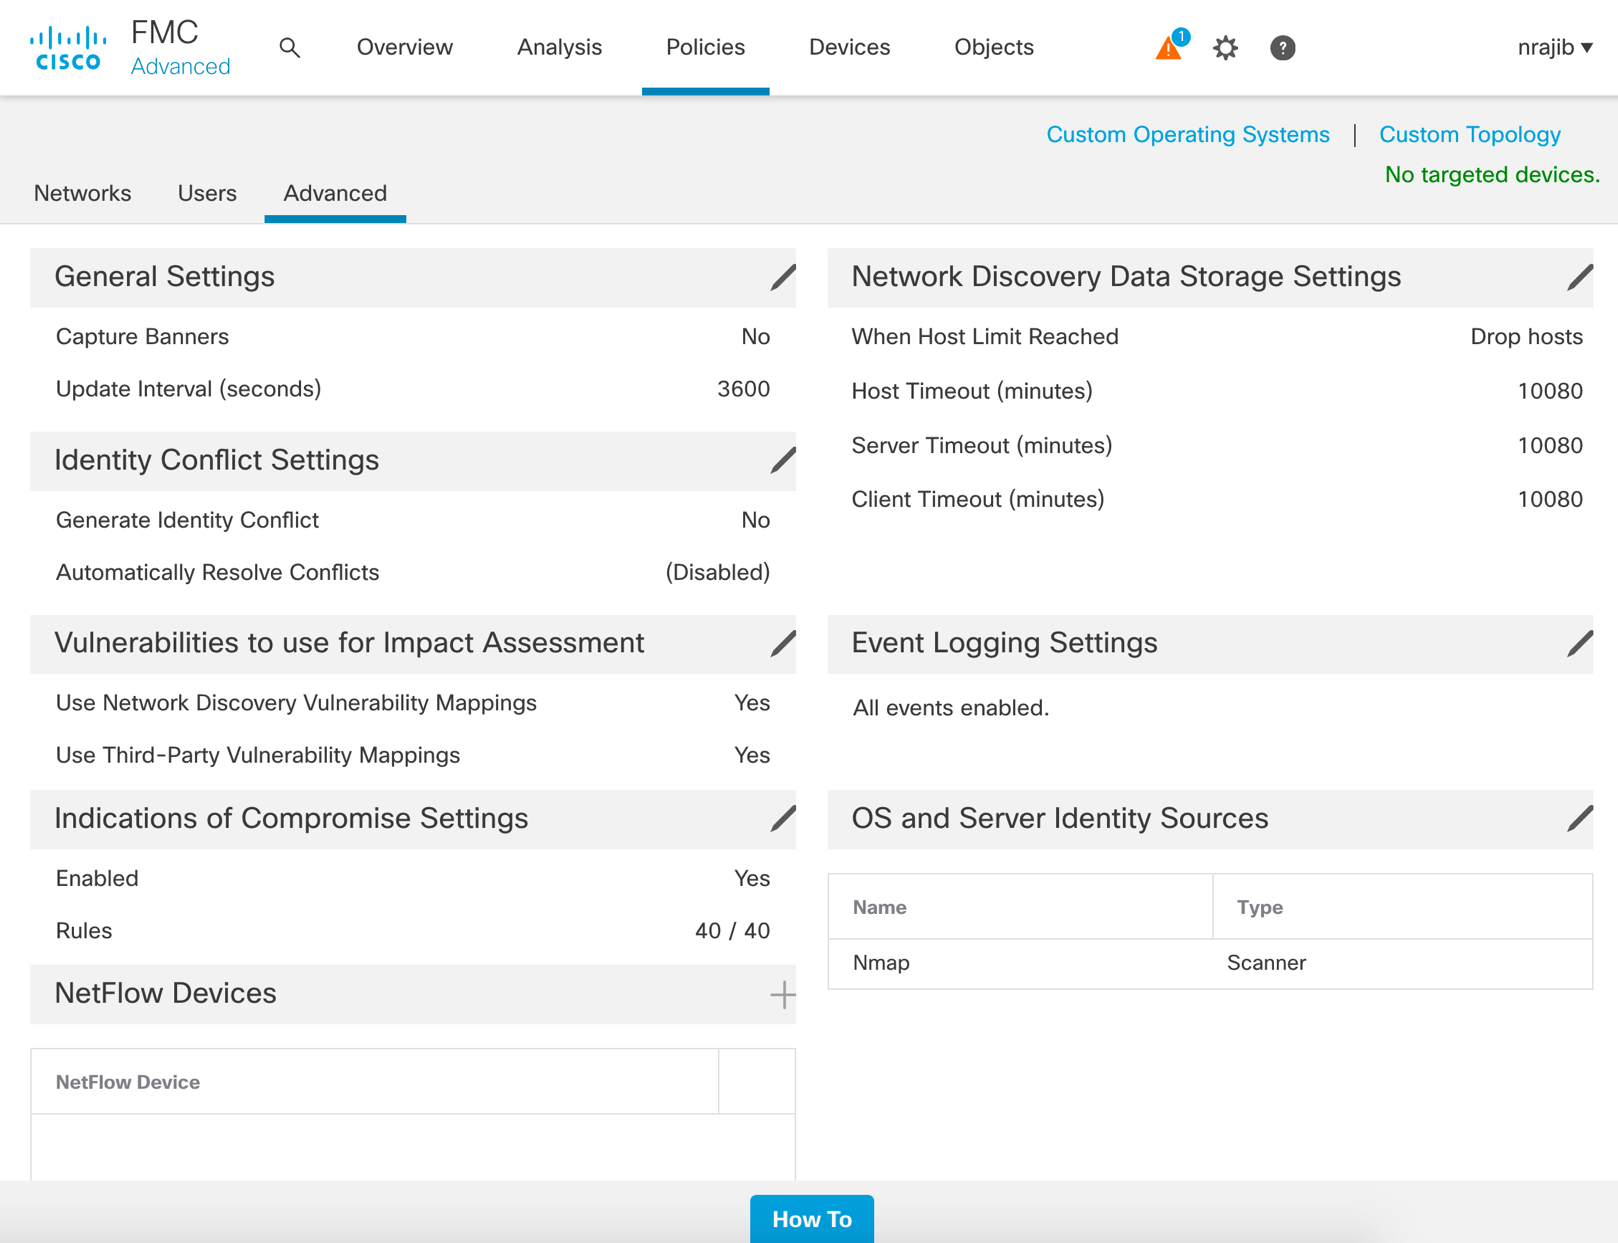 CISCO
FMC
Advanced
Overview
Analysis
Policies
Devices
Objects
1
?
nrajib ▼
Custom Operating Systems | Custom Topology
No targeted devices.
Networks
Users
Advanced
General Settings
Capture Banners No
Update Interval (seconds) 3600
Identity Conflict Settings
Generate Identity Conflict No
Automatically Resolve Conflicts (Disabled)
Vulnerabilities to use for Impact Assessment
Use Network Discovery Vulnerability Mappings Yes
Use Third-Party Vulnerability Mappings Yes
Indications of Compromise Settings
Enabled Yes
Rules 40 / 40
NetFlow Devices
NetFlow Device
Network Discovery Data Storage Settings
When Host Limit Reached Drop hosts
Host Timeout (minutes) 10080
Server Timeout (minutes) 10080
Client Timeout (minutes) 10080
Event Logging Settings
All events enabled.
OS and Server Identity Sources
Name Type
Nmap Scanner
How To